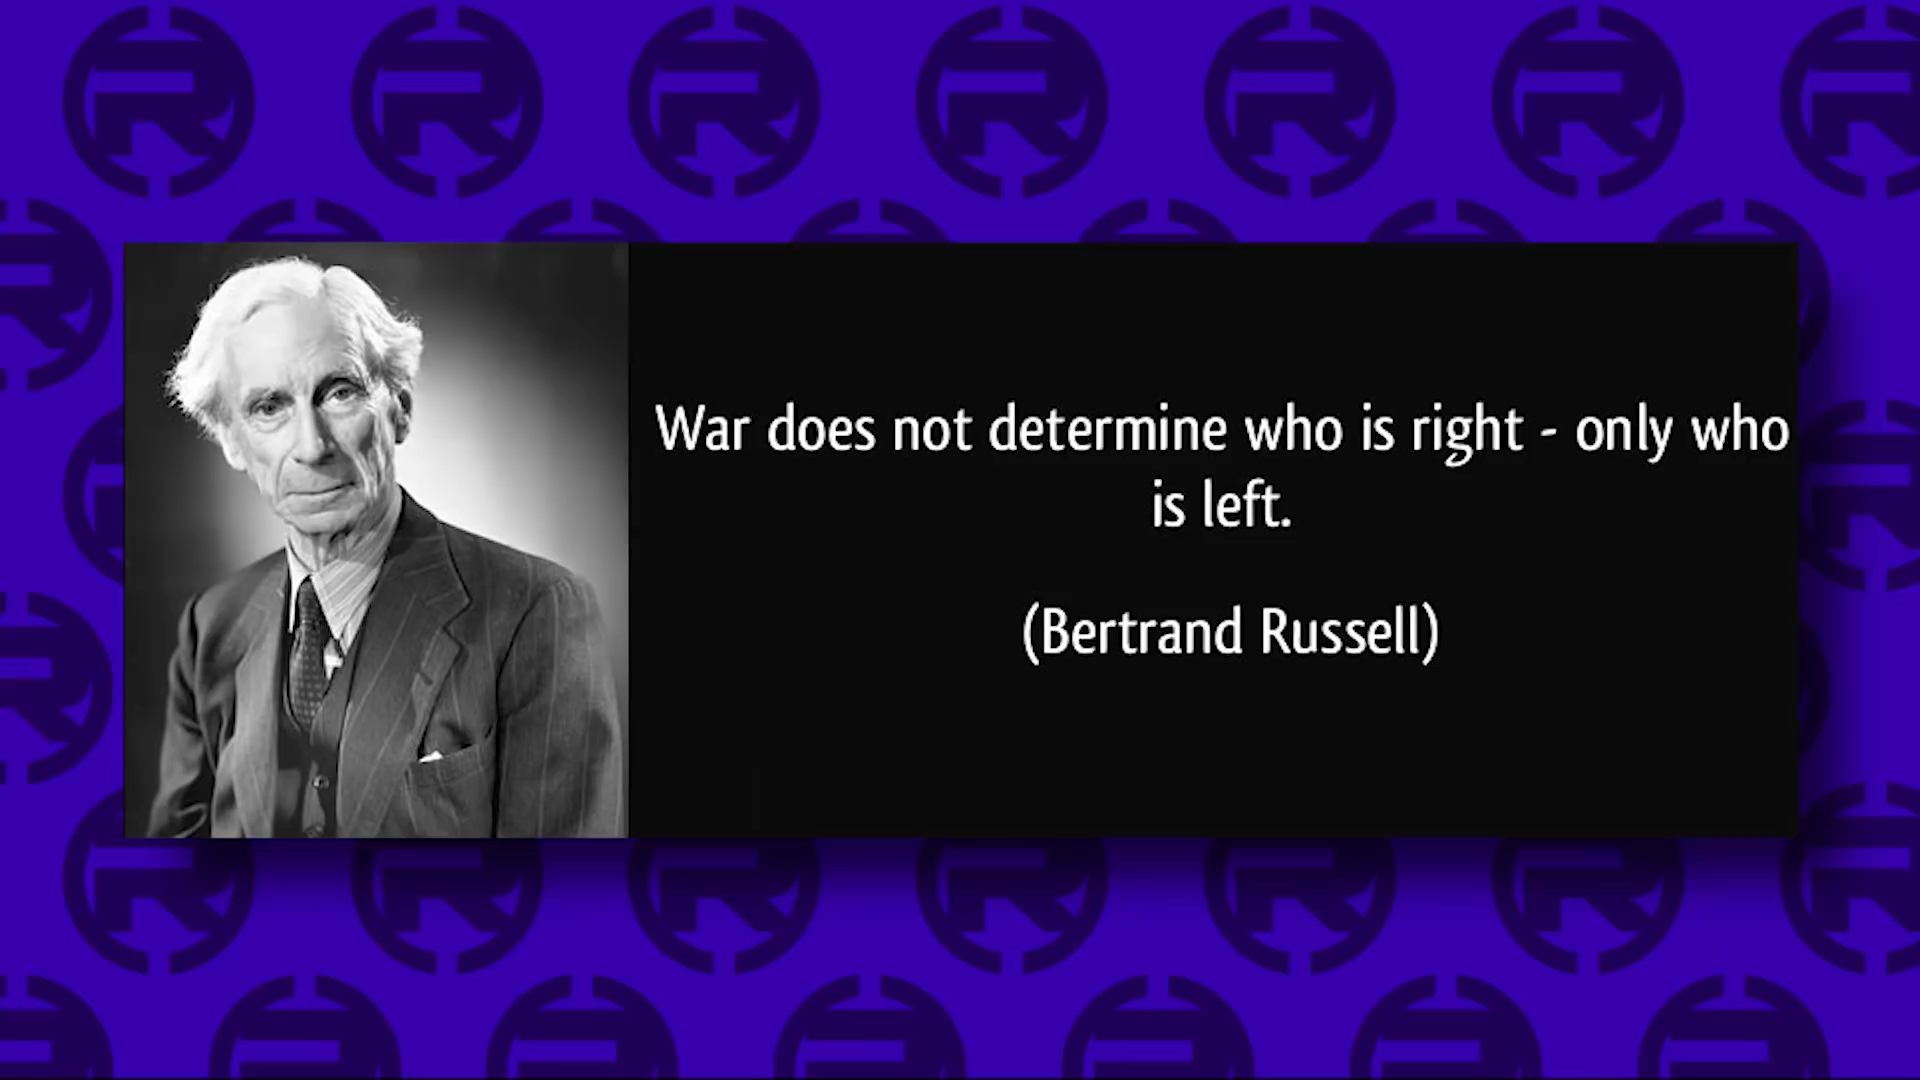 War does not determine who is right - only who
is left.
(Bertrand Russell)